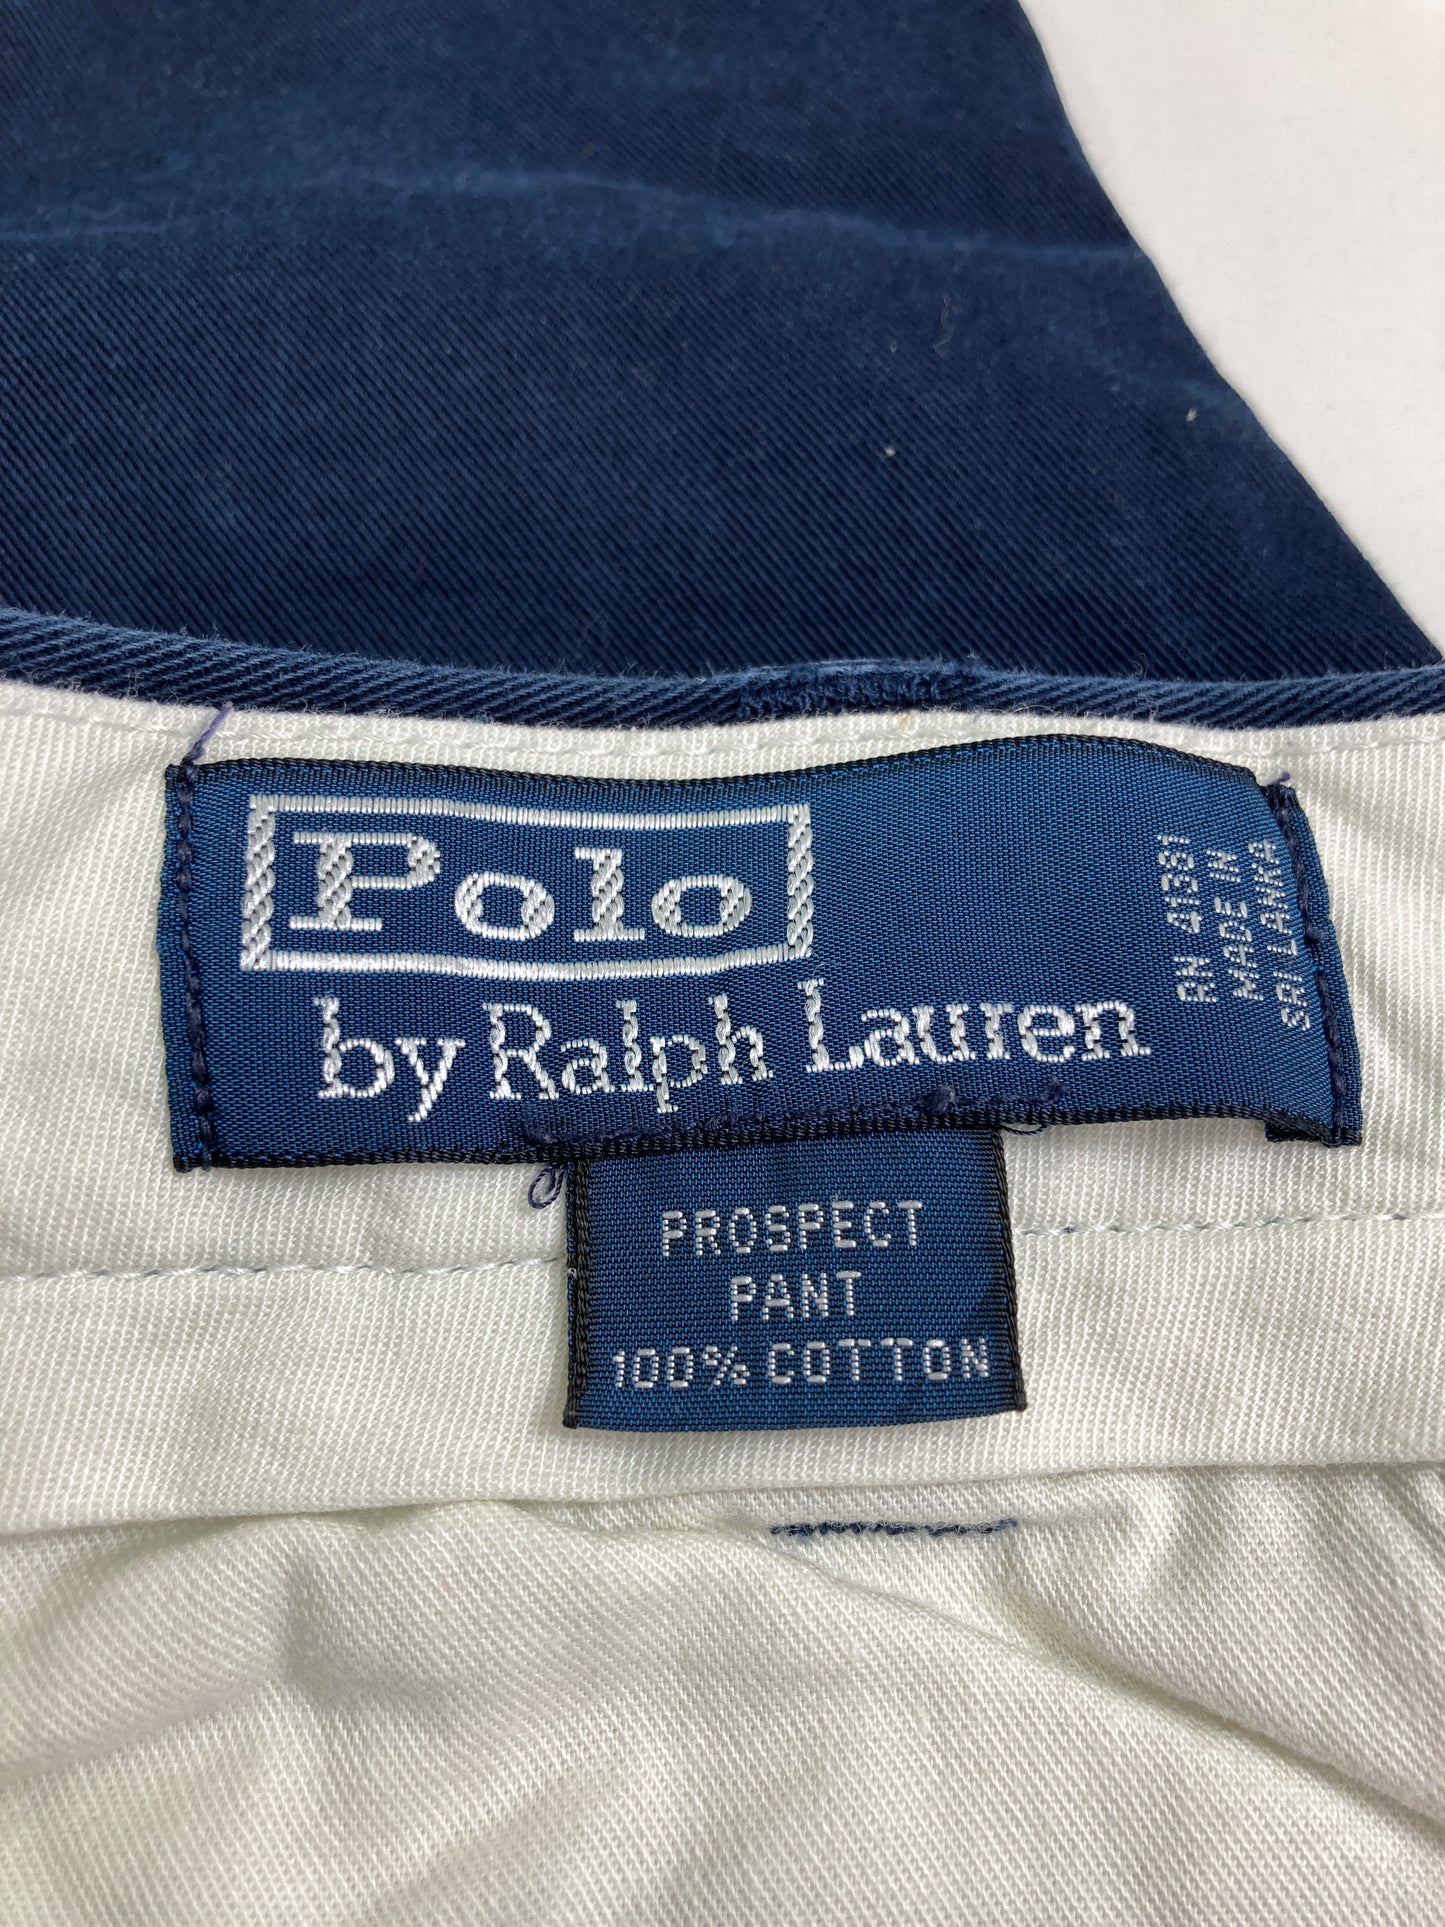 Polo
by Ralph Lauren
RN 41381
MADE IN
SRI LANKA
PROSPECT
PANT
100% COTTON